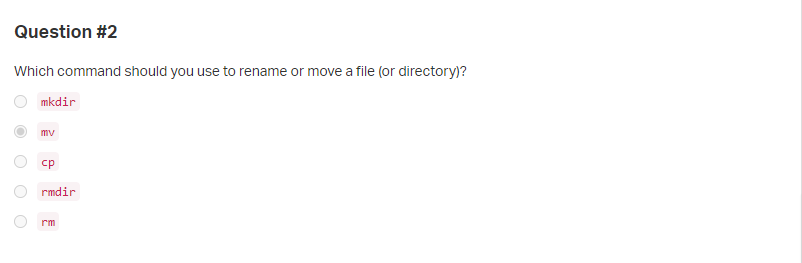 Question #2
Which command should you use to rename or move a file (or directory)?
mkdir
mv
cp
rmdir
rm